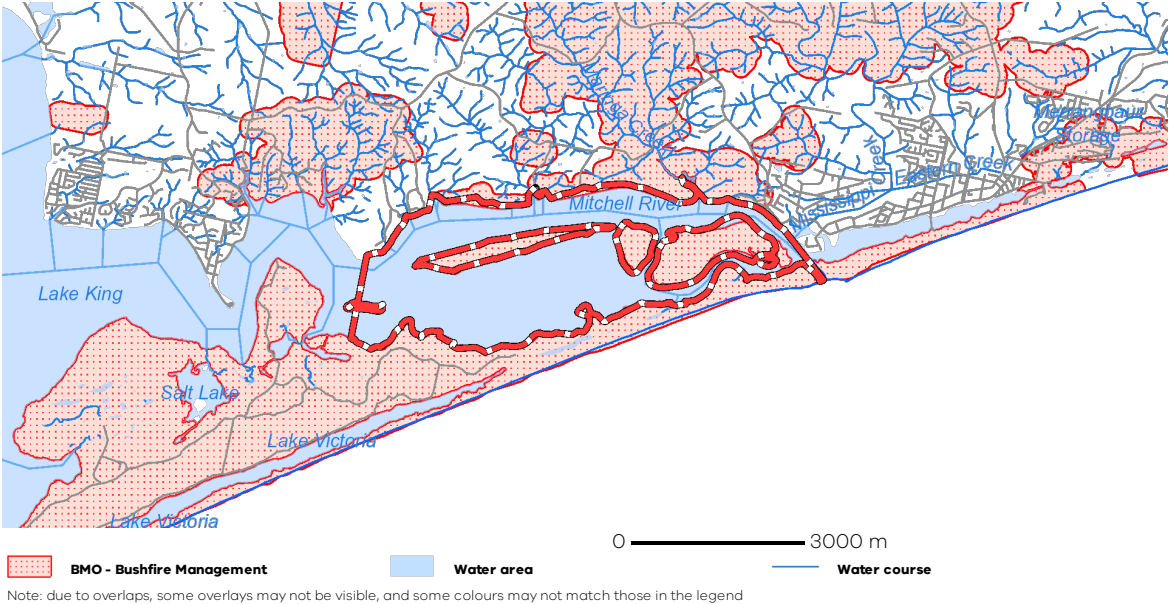 Mississippi Creek
Eastern Creek
Mitchell River
Lake King
Salt Lake
Lake Victoria
Lake Victoria
0 3000 m
BMO - Bushfire Management
Water area
Water course
Note: due to overlaps, some overlays may not be visible, and some colours may not match those in the legend